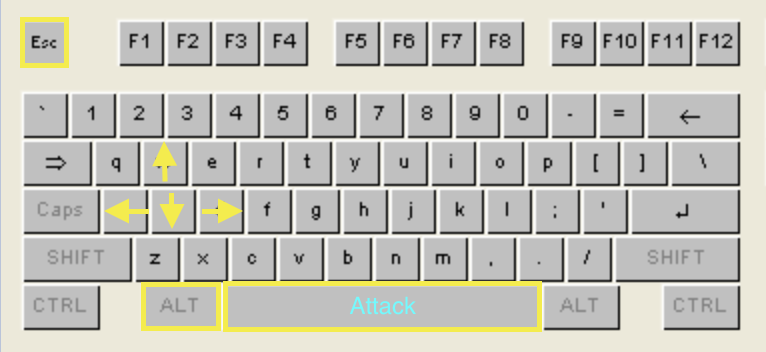 Esc F1 F2 F3 F4 F5 F6 F7 F8 F9 F10 F11 F12
` 1 2 3 4 5 6 7 8 9 0 - = ←
⇒ q e r t y u i o p [ ] \
Caps f g h j k l ; ' ↵
SHIFT z x c v b n m , . / SHIFT
CTRL ALT Attack ALT CTRL